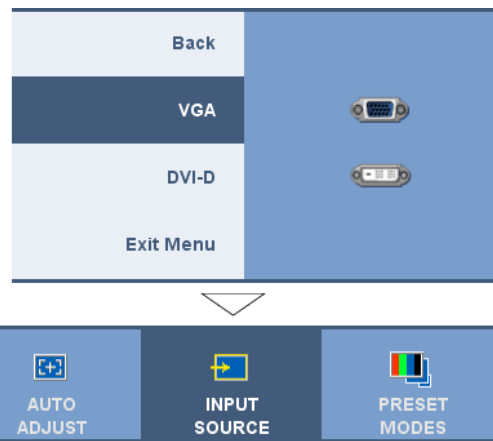 Back
VGA
DVI-D
Exit Menu
AUTO
ADJUST
INPUT
SOURCE
PRESET
MODES